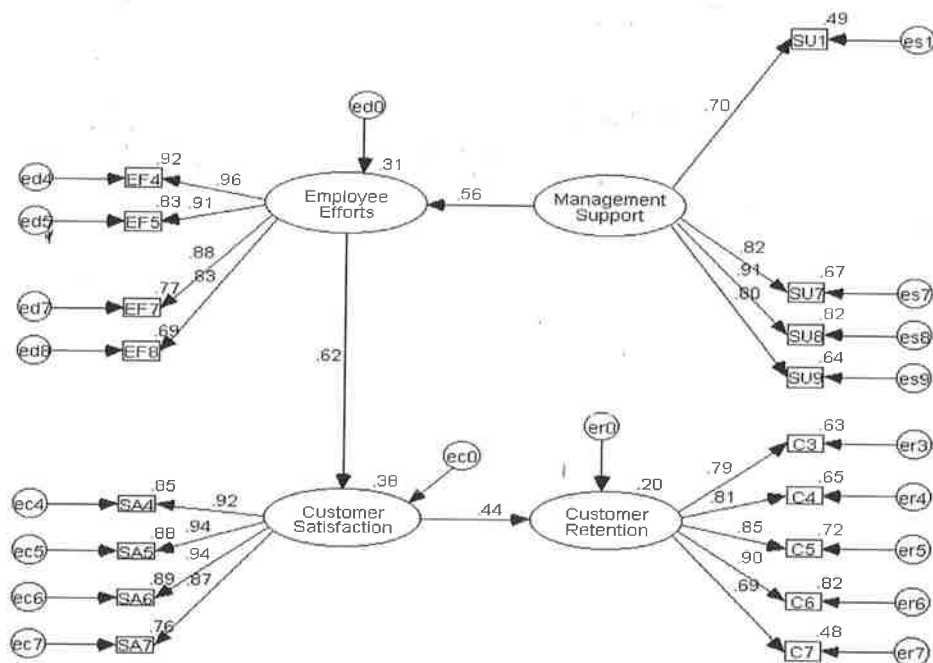 .49
SU1
es1
.70
ed0
.31
.92
ed4
EF4
.96
Employee
Efforts
.56
Management
Support
.83
.91
ed5
EF5
.88
.83
.82
.91
.80
.77
ed7
EF7
.67
SU7
es7
.69
ed8
EF8
.82
SU8
es8
.62
.64
SU9
es9
er0
.63
C3
er3
ec0
.79
.85
ec4
SA4
.92
.38
Customer
Satisfaction
.44
.20
Customer
Retention
.81
.65
C4
er4
.88
.94
ec5
SA5
.94
.85
.72
C5
er5
.89
.87
ec6
SA6
.90
.82
C6
er6
.69
.76
ec7
SA7
.48
C7
er7